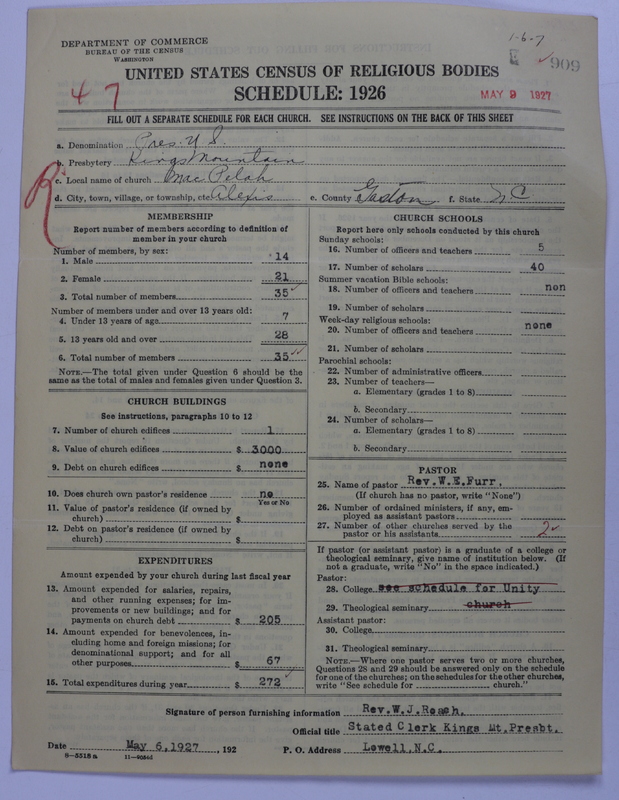 1-6-7
DEPARTMENT OF COMMERCE
BUREAU OF THE CENSUS
WASHINGTON
909
UNITED STATES CENSUS OF RELIGIOUS BODIES
47
SCHEDULE: 1926
MAY 9 1927
FILL OUT A SEPARATE SCHEDULE FOR EACH CHURCH. SEE INSTRUCTIONS ON THE BACK OF THIS SHEET
a. Denomination Pres. U S.
b. Presbytery Kings Mountain
c. Local name of church Mac Pelah
d. City, town, village, or township, etc. Alexis e. County Gaston f. State N C
R
MEMBERSHIP
Report number of members according to definition of
member in your church
Number of members, by sex:
1. Male 14
2. Female 21
3. Total number of members 35
Number of members under and over 13 years old:
4. Under 13 years of age 7
5. 13 years old and over 28
6. Total number of members 35
NOTE.—The total given under Question 6 should be the
same as the total of males and females given under Question 3.
CHURCH BUILDINGS
See instructions, paragraphs 10 to 12
7. Number of church edifices 1
8. Value of church edifices $ 3000
9. Debt on church edifices $ none
10. Does church own pastor's residence no
Yes or No
11. Value of pastor's residence (if owned by
church) $
12. Debt on pastor's residence (if owned by
church) $
EXPENDITURES
Amount expended by your church during last fiscal year
13. Amount expended for salaries, repairs,
and other running expenses; for im-
provements or new buildings; and for
payments on church debt $ 205
14. Amount expended for benevolences, in-
cluding home and foreign missions; for
denominational support; and for all
other purposes $ 67
15. Total expenditures during year $ 272
CHURCH SCHOOLS
Report here only schools conducted by this church
Sunday schools:
16. Number of officers and teachers 5
17. Number of scholars 40
Summer vacation Bible schools:
18. Number of officers and teachers non
19. Number of scholars
Week-day religious schools:
20. Number of officers and teachers none
21. Number of scholars
Parochial schools:
22. Number of administrative officers
23. Number of teachers—
a. Elementary (grades 1 to 8)
b. Secondary
24. Number of scholars—
a. Elementary (grades 1 to 8)
b. Secondary
PASTOR
25. Name of pastor Rev.W.E.Furr.
(If church has no pastor, write "None")
26. Number of ordained ministers, if any, em-
ployed as assistant pastors
27. Number of other churches served by the
pastor or his assistants 2
If pastor (or assistant pastor) is a graduate of a college or
theological seminary, give name of institution below. (If
not a graduate, write "No" in the space indicated.)
Pastor:
28. College see schedule for Unity
29. Theological seminary church
Assistant pastor:
30. College
31. Theological seminary
NOTE.—Where one pastor serves two or more churches,
Questions 28 and 29 should be answered only on the schedule
for one of the churches; on the schedules for the other churches,
write "See schedule for church."
Signature of person furnishing information Rev.W.J.Roach.
Official title Stated Clerk Kings Mt.Presbt.
Date May 6,1927 , 192 P. O. Address Lowell,N.C.
8-5518a